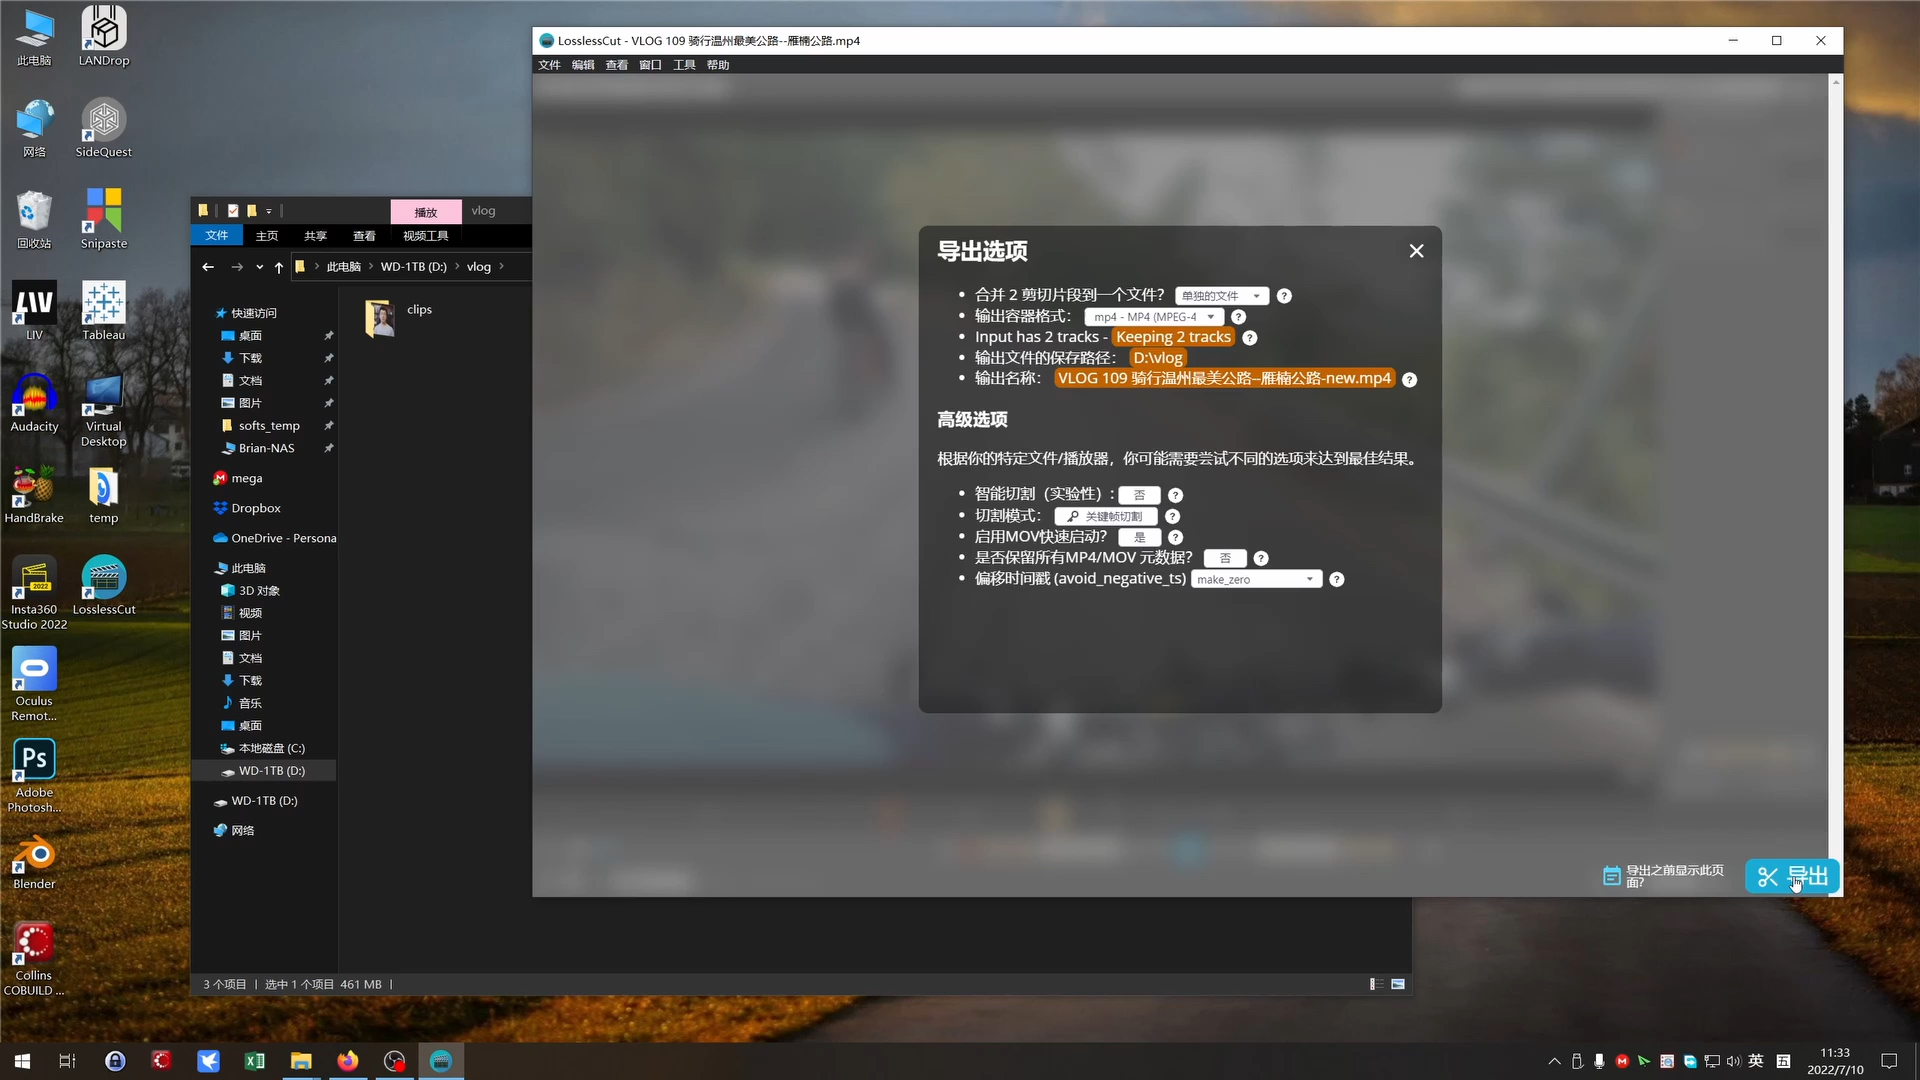 此电脑
LANDrop
网络
SideQuest
回收站
Snipaste
LIV
Tableau
Audacity
Virtual
Desktop
HandBrake
temp
Insta360
Studio 2022
LosslessCut
Oculus
Remot...
Adobe
Photosh...
Blender
Collins
COBUILD ...
播放
vlog
文件
主页
共享
查看
视频工具
此电脑
WD-1TB (D:)
vlog
快速访问
桌面
下载
文档
图片
softs_temp
Brian-NAS
mega
Dropbox
OneDrive - Persona
此电脑
3D 对象
视频
图片
文档
下载
音乐
桌面
本地磁盘 (C:)
WD-1TB (D:)
WD-1TB (D:)
网络
clips
3 个项目
选中 1 个项目 461 MB
LosslessCut - VLOG 109 骑行温州最美公路--雁楠公路.mp4
文件 编辑 查看 窗口 工具 帮助
导出选项
合并 2 剪切片段到一个文件? 单独的文件
输出容器格式: mp4 - MP4 (MPEG-4
Input has 2 tracks - Keeping 2 tracks
输出文件的保存路径: D:\vlog
输出名称: VLOG 109 骑行温州最美公路--雁楠公路-new.mp4
高级选项
根据你的特定文件/播放器，你可能需要尝试不同的选项来达到最佳结果。
智能切割（实验性）: 否
切割模式: 关键帧切割
启用MOV快速启动? 是
是否保留所有MP4/MOV 元数据? 否
偏移时间戳 (avoid_negative_ts) make_zero
导出之前显示此页
面?
导出
英
五
11:33
2022/7/10